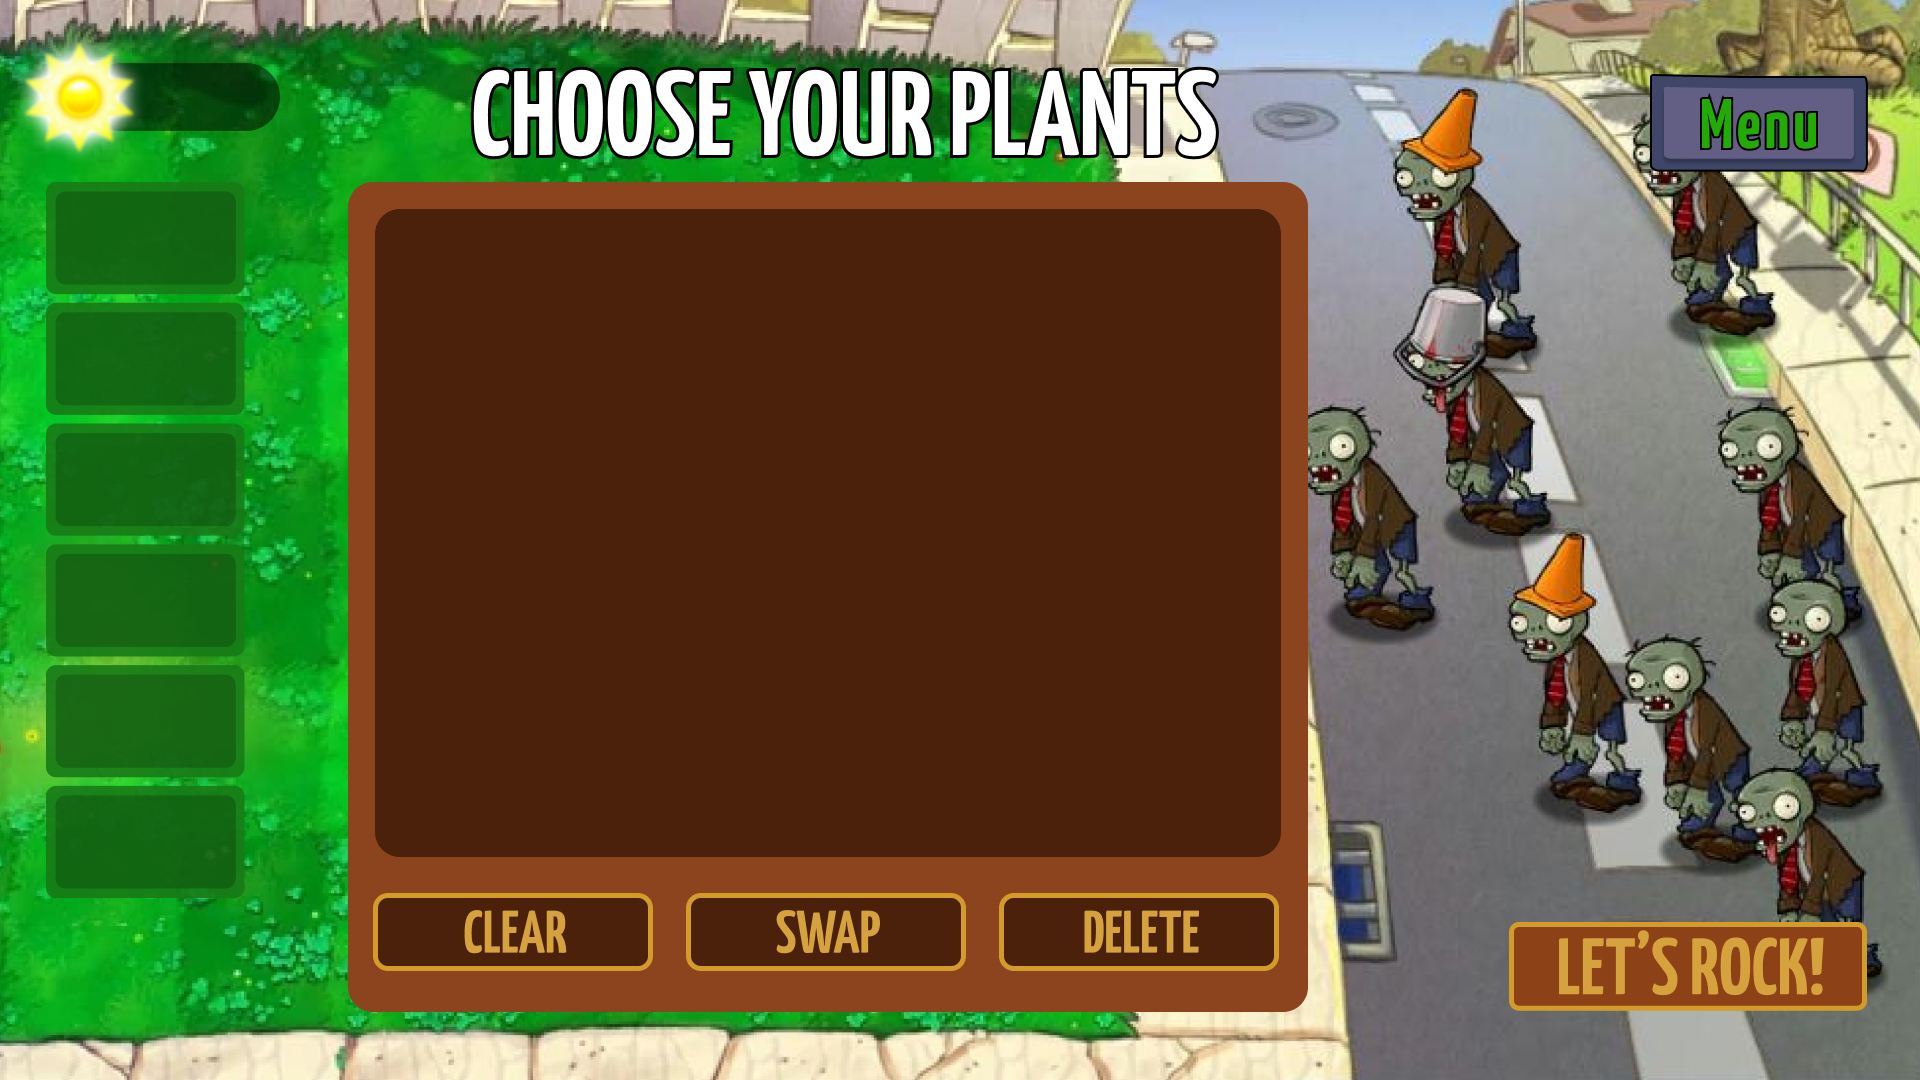 CHOOSE YOUR PLANTS
Menu
CLEAR
SWAP
DELETE
LET'S ROCK!